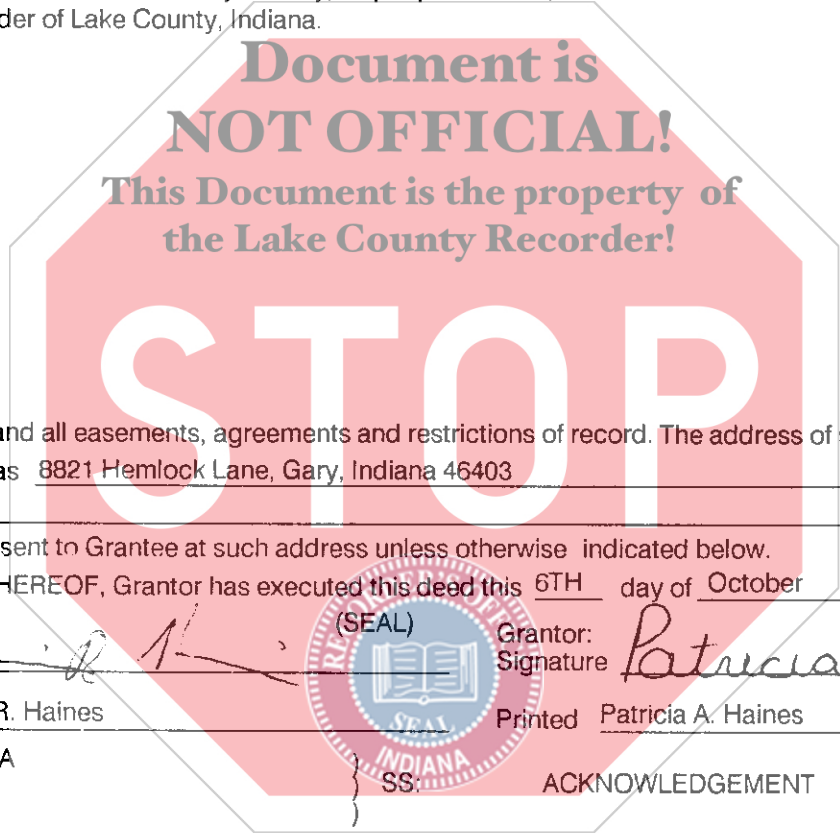 der of Lake County, Indiana.
Document is
NOT OFFICIAL!
This Document is the property of
the Lake County Recorder!
STOP
and all easements, agreements and restrictions of record. The address of
as 8821 Hemlock Lane, Gary, Indiana 46403
sent to Grantee at such address unless otherwise indicated below.
HEREOF, Grantor has executed this deed this 6TH day of October
(SEAL)
Grantor:
Signature Patricia
R. Haines
Printed Patricia A. Haines
RECORDER'S OFFICE
SEAL
INDIANA
A
SS:
ACKNOWLEDGEMENT